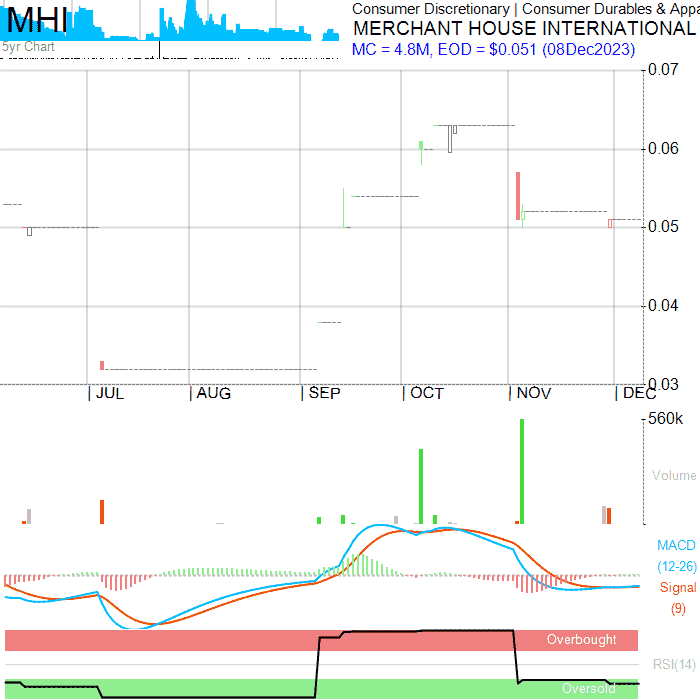 MHI
5yr Chart
Consumer Discretionary | Consumer Durables & Appa
MERCHANT HOUSE INTERNATIONAL
MC = 4.8M, EOD = $0.051 (08Dec2023)
0.07
0.06
0.05
0.04
0.03
JUL
AUG
SEP
OCT
NOV
DEC
560k
Volume
MACD
(12-26)
Signal
(9)
Overbought
RSI(14)
Oversold